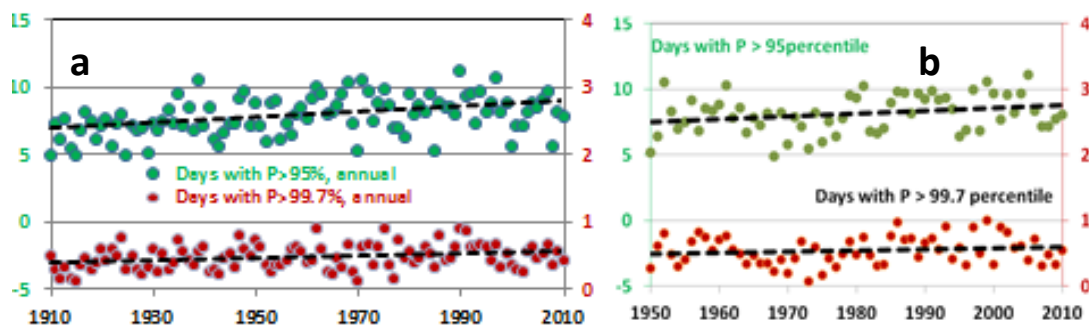 15
4
15
4
a
b
Days with P > 95percentile
10
3
10
3
5
2
5
2
Days with P>95%, annual
Days with P>99.7%, annual
Days with P > 99.7 percentile
0
1
0
1
-5
0
-5
0
1910 1930 1950 1970 1990 2010
1950 1960 1970 1980 1990 2000 2010